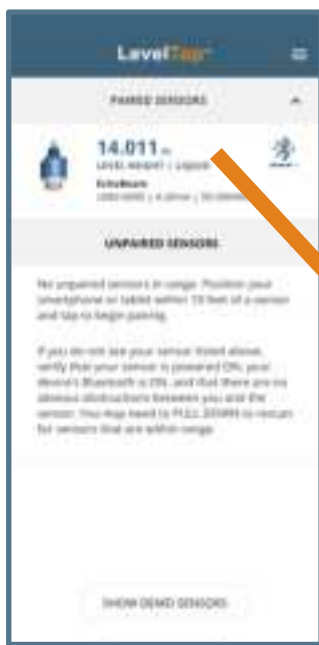 LevelTap
PAIRED SENSORS
14.011
LEVEL HEIGHT | LIQUID
EchoBeam
UNPAIRED SENSORS
No unpaired sensors in range. Position your
smartphone or tablet within 10 feet of a sensor
and tap to begin pairing.
If you do not see your sensor listed above,
verify that your sensor is powered ON, your
device's Bluetooth is ON, and that there are no
obvious obstructions between you and the
sensor. You may need to PULL DOWN to rescan
for sensors that are within range.
SHOW DEMO SENSORS